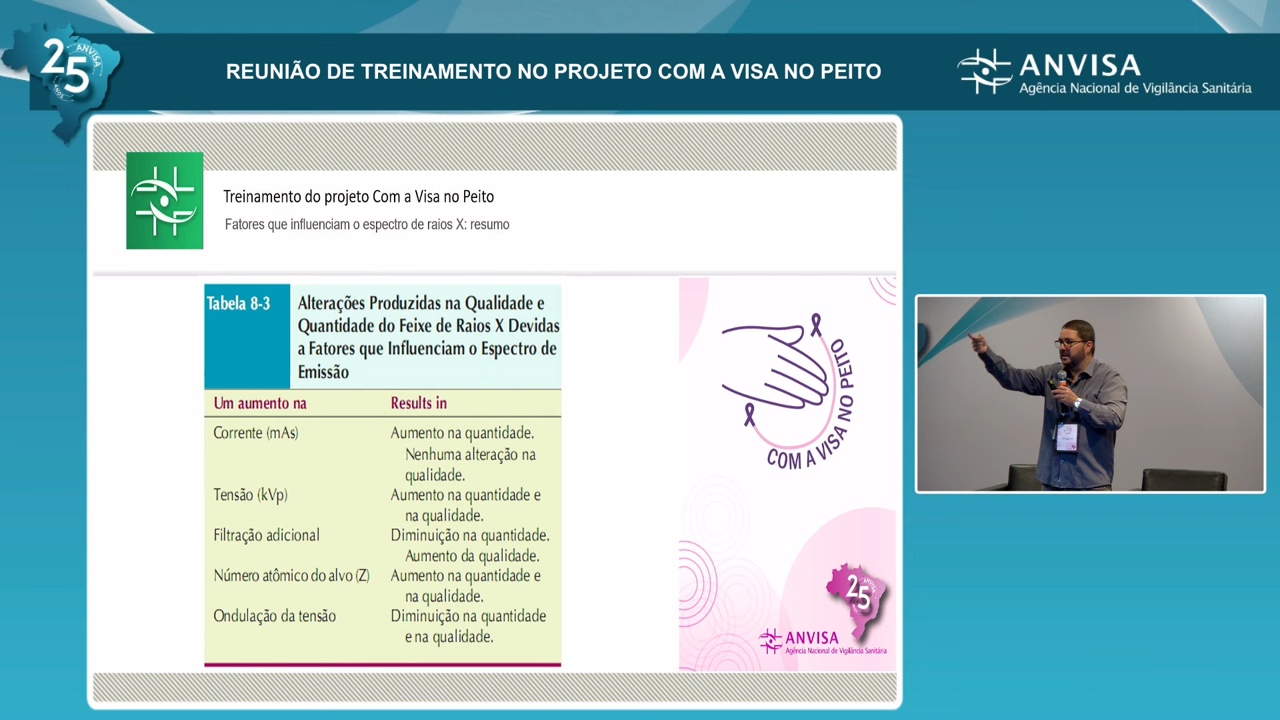 25
ANVISA
ANOS
REUNIÃO DE TREINAMENTO NO PROJETO COM A VISA NO PEITO
ANVISA
Agência Nacional de Vigilância Sanitária
Treinamento do projeto Com a Visa no Peito
Fatores que influenciam o espectro de raios X: resumo
Tabela 8-3
Alterações Produzidas na Qualidade e
Quantidade do Feixe de Raios X Devidas
a Fatores que Influenciam o Espectro de
Emissão
Um aumento na
Results in
Corrente (mAs)
Aumento na quantidade.
Nenhuma alteração na
qualidade.
Tensão (kVp)
Aumento na quantidade e
na qualidade.
Filtração adicional
Diminuição na quantidade.
Aumento da qualidade.
Número atômico do alvo (Z)
Aumento na quantidade e
na qualidade.
Ondulação da tensão
Diminuição na quantidade
e na qualidade.
COM A VISA NO PEITO
25
ANVISA
ANVISA
Agência Nacional de Vigilância Sanitária